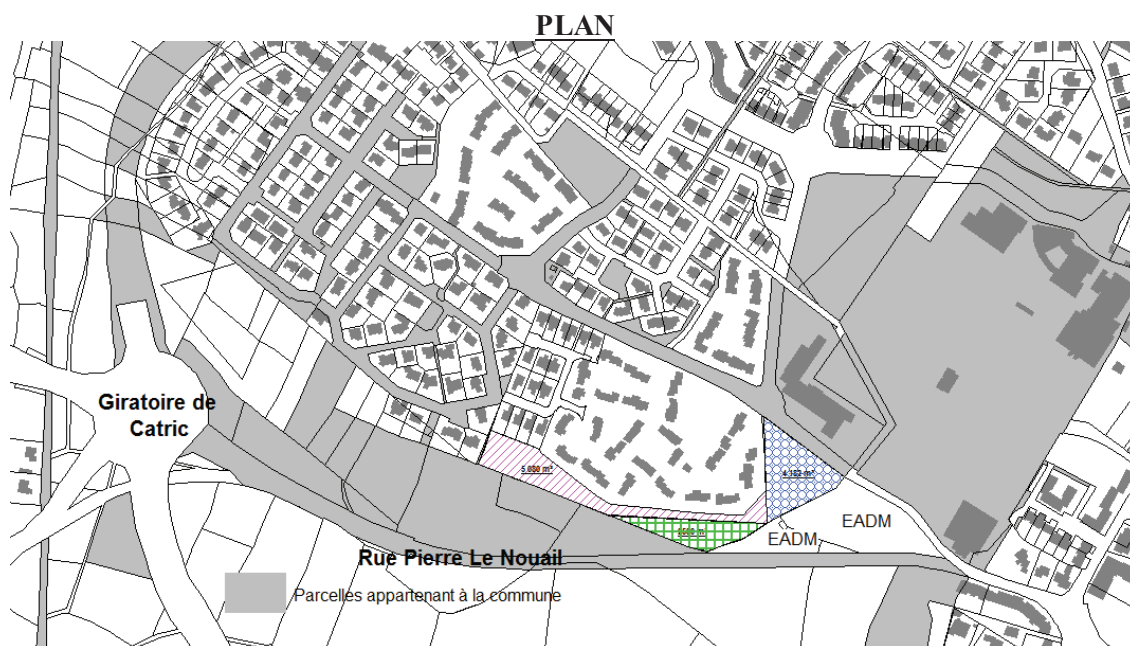 PLAN
Giratoire de
Catric
EADM
EADM
Rue Pierre Le Nouail
Parcelles appartenant à la commune